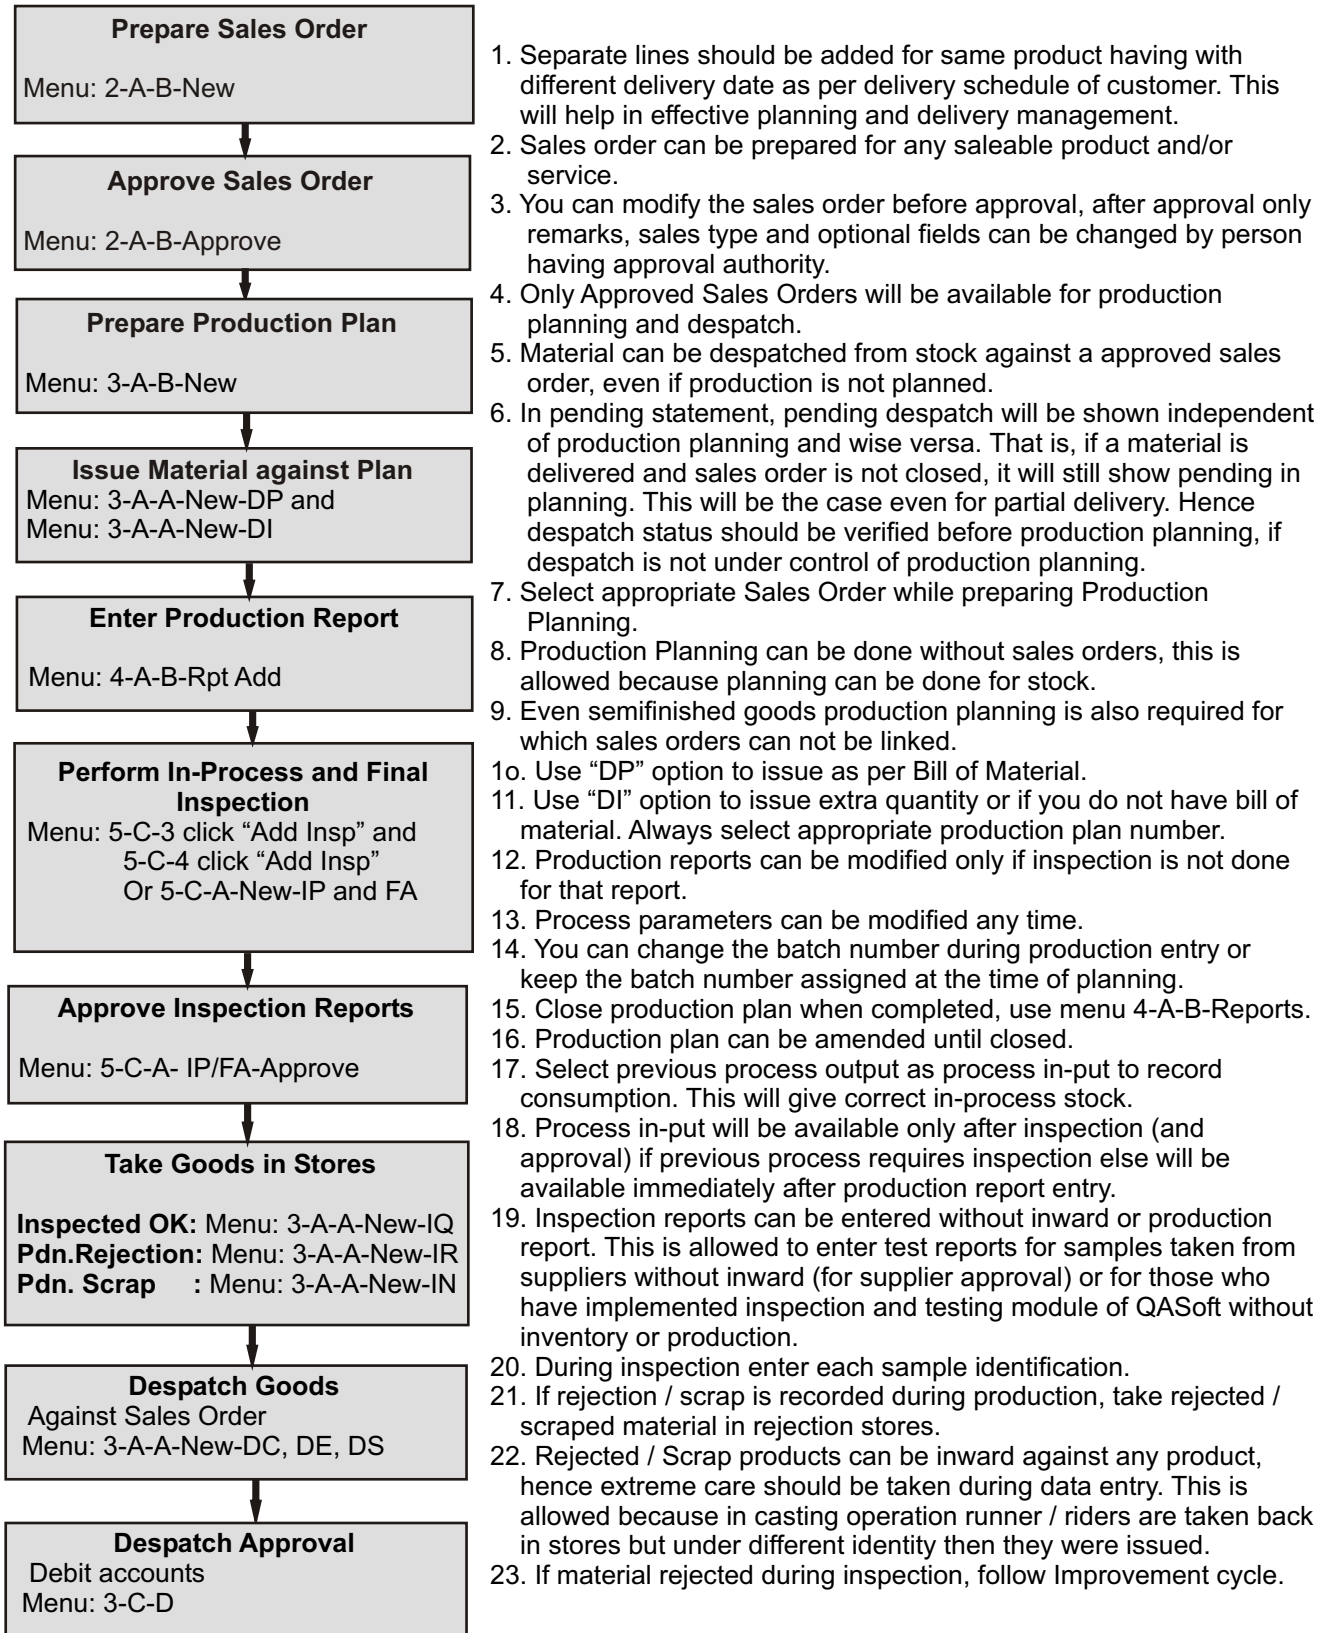 Prepare Sales Order
Menu: 2-A-B-New
Approve Sales Order
Menu: 2-A-B-Approve
Prepare Production Plan
Menu: 3-A-B-New
Issue Material against Plan
Menu: 3-A-A-New-DP and
Menu: 3-A-A-New-DI
Enter Production Report
Menu: 4-A-B-Rpt Add
Perform In-Process and Final
Inspection
Menu: 5-C-3 click “Add Insp” and
5-C-4 click “Add Insp”
Or 5-C-A-New-IP and FA
Approve Inspection Reports
Menu: 5-C-A- IP/FA-Approve
Take Goods in Stores
Inspected OK: Menu: 3-A-A-New-IQ
Pdn.Rejection: Menu: 3-A-A-New-IR
Pdn. Scrap : Menu: 3-A-A-New-IN
Despatch Goods
Against Sales Order
Menu: 3-A-A-New-DC, DE, DS
Despatch Approval
Debit accounts
Menu: 3-C-D
1. Separate lines should be added for same product having with
different delivery date as per delivery schedule of customer. This
will help in effective planning and delivery management.
2. Sales order can be prepared for any saleable product and/or
service.
3. You can modify the sales order before approval, after approval only
remarks, sales type and optional fields can be changed by person
having approval authority.
4. Only Approved Sales Orders will be available for production
planning and despatch.
5. Material can be despatched from stock against a approved sales
order, even if production is not planned.
6. In pending statement, pending despatch will be shown independent
of production planning and wise versa. That is, if a material is
delivered and sales order is not closed, it will still show pending in
planning. This will be the case even for partial delivery. Hence
despatch status should be verified before production planning, if
despatch is not under control of production planning.
7. Select appropriate Sales Order while preparing Production
Planning.
8. Production Planning can be done without sales orders, this is
allowed because planning can be done for stock.
9. Even semifinished goods production planning is also required for
which sales orders can not be linked.
1o. Use “DP” option to issue as per Bill of Material.
11. Use “DI” option to issue extra quantity or if you do not have bill of
material. Always select appropriate production plan number.
12. Production reports can be modified only if inspection is not done
for that report.
13. Process parameters can be modified any time.
14. You can change the batch number during production entry or
keep the batch number assigned at the time of planning.
15. Close production plan when completed, use menu 4-A-B-Reports.
16. Production plan can be amended until closed.
17. Select previous process output as process in-put to record
consumption. This will give correct in-process stock.
18. Process in-put will be available only after inspection (and
approval) if previous process requires inspection else will be
available immediately after production report entry.
19. Inspection reports can be entered without inward or production
report. This is allowed to enter test reports for samples taken from
suppliers without inward (for supplier approval) or for those who
have implemented inspection and testing module of QASoft without
inventory or production.
20. During inspection enter each sample identification.
21. If rejection / scrap is recorded during production, take rejected /
scraped material in rejection stores.
22. Rejected / Scrap products can be inward against any product,
hence extreme care should be taken during data entry. This is
allowed because in casting operation runner / riders are taken back
in stores but under different identity then they were issued.
23. If material rejected during inspection, follow Improvement cycle.